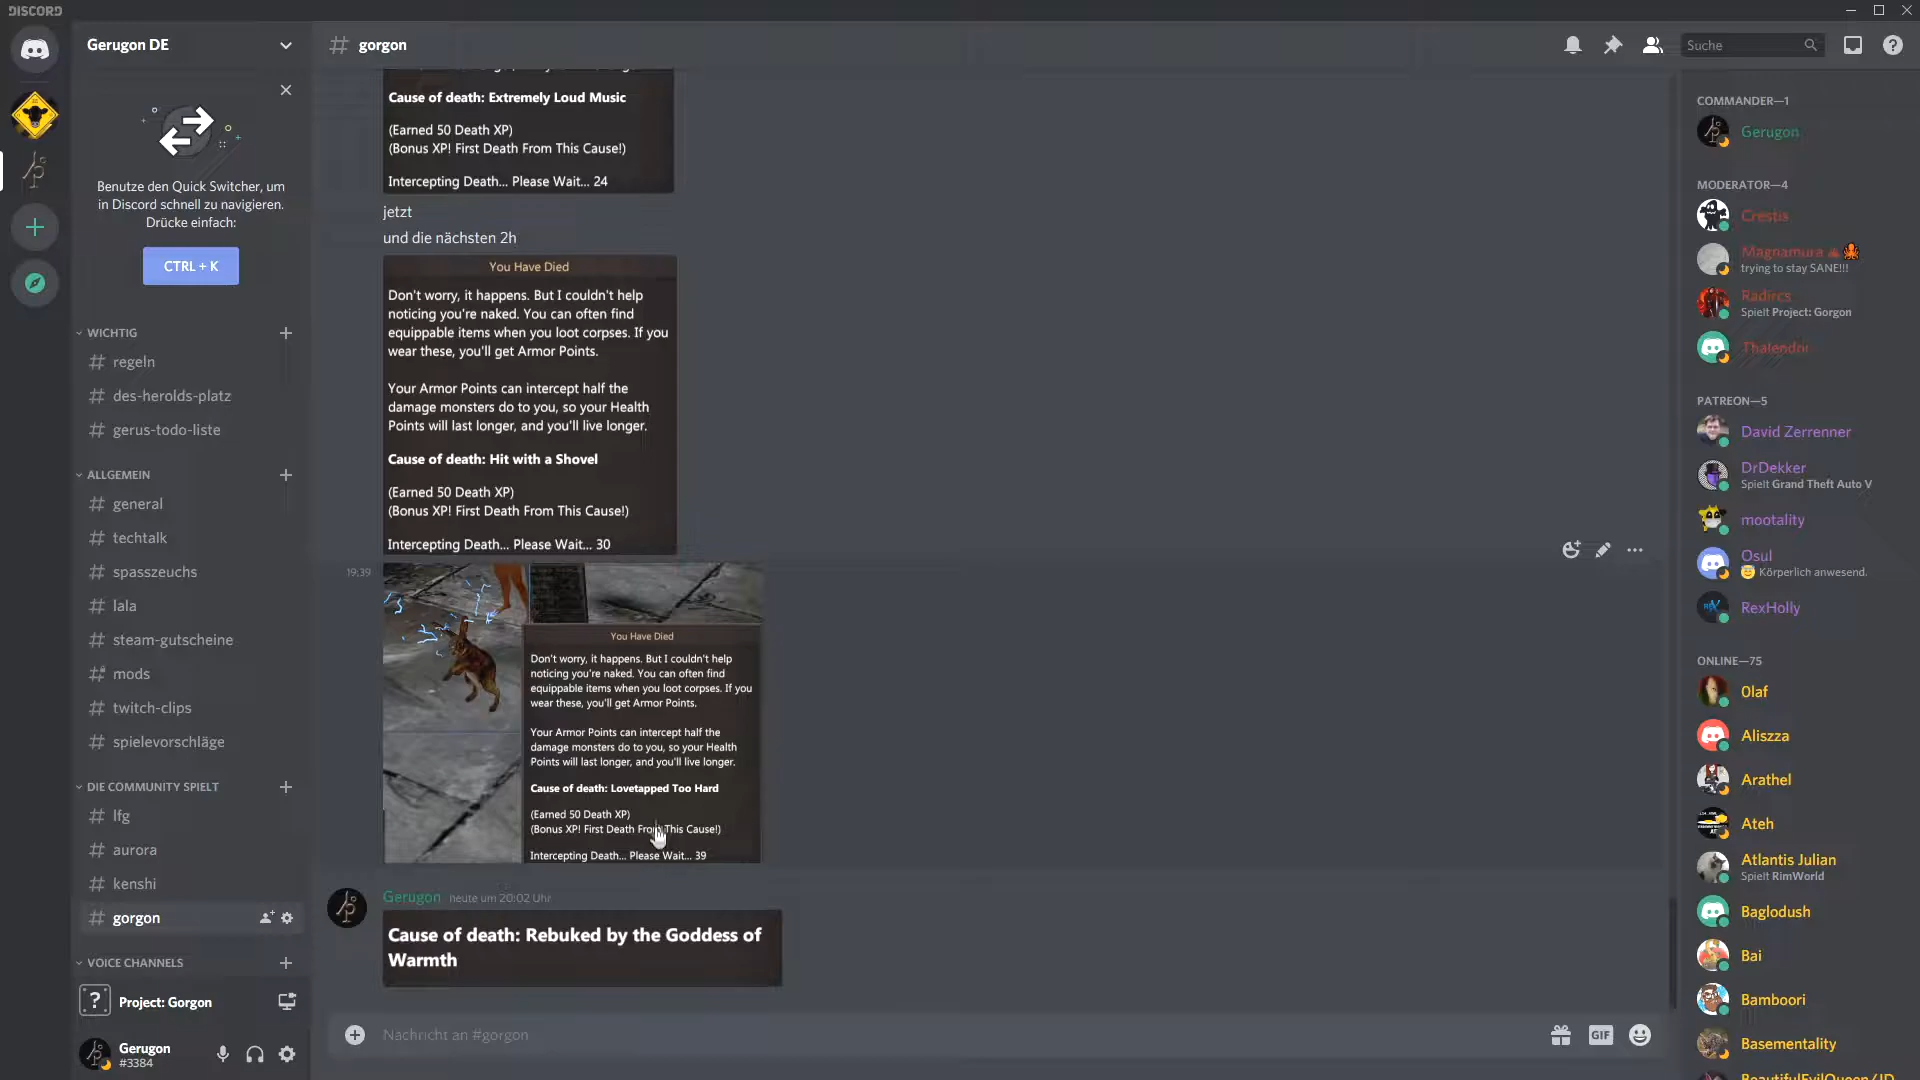 DISCORD
Gerugon DE
Benutze den Quick Switcher, um
in Discord schnell zu navigieren.
Drücke einfach:
CTRL + K
WICHTIG
regeln
des-herolds-platz
gerus-todo-liste
ALLGEMEIN
general
techtalk
spasszeuchs
lala
steam-gutscheine
mods
twitch-clips
spielevorschläge
DIE COMMUNITY SPIELT
lfg
aurora
kenshi
gorgon
VOICE CHANNELS
Project: Gorgon
Gerugon
#3384
gorgon
Suche
Cause of death: Extremely Loud Music
(Earned 50 Death XP)
(Bonus XP! First Death From This Cause!)
Intercepting Death... Please Wait... 24
jetzt
und die nächsten 2h
You Have Died
Don't worry, it happens. But I couldn't help
noticing you're naked. You can often find
equippable items when you loot corpses. If you
wear these, you'll get Armor Points.
Your Armor Points can intercept half the
damage monsters do to you, so your Health
Points will last longer, and you'll live longer.
Cause of death: Hit with a Shovel
(Earned 50 Death XP)
(Bonus XP! First Death From This Cause!)
Intercepting Death... Please Wait... 30
19:39
You Have Died
Don't worry, it happens. But I couldn't help
noticing you're naked. You can often find
equippable items when you loot corpses. If you
wear these, you'll get Armor Points.
Your Armor Points can intercept half the
damage monsters do to you, so your Health
Points will last longer, and you'll live longer.
Cause of death: Lovetapped Too Hard
(Earned 50 Death XP)
(Bonus XP! First Death From This Cause!)
Intercepting Death... Please Wait... 39
Gerugon heute um 20:02 Uhr
Cause of death: Rebuked by the Goddess of
Warmth
Nachricht an #gorgon
GIF
COMMANDER—1
Gerugon
MODERATOR—4
Crestis
Magnamura
trying to stay SANE!!!
Radircs
Spielt Project: Gorgon
Thalendor
PATREON—5
David Zerrenner
DrDekker
Spielt Grand Theft Auto V
mootality
Osul
Körperlich anwesend.
RexHolly
ONLINE—75
Olaf
Aliszza
Arathel
Ateh
Atlantis Julian
Spielt RimWorld
Baglodush
Bai
Bamboori
Basementality